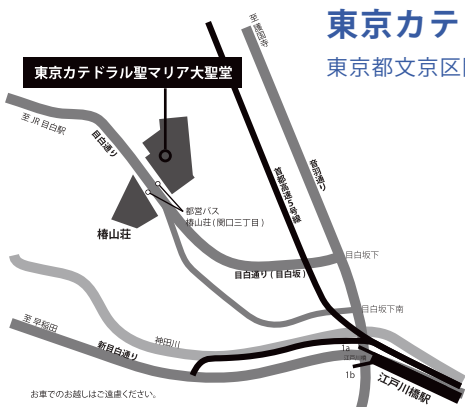 東京カテ
東京都文京区
至 護国寺
東京カテドラル聖マリア大聖堂
至 JR 目白駅
目白通り
首都高速5号線
音羽通り
都営バス
椿山荘 ( 関口三丁目 )
椿山荘
目白坂下
目白通り ( 目白坂 )
目白坂下南
至 早稲田
神田川
新目白通り
1a
江戸川橋
1b
江戸川橋駅
お車でのお越しはご遠慮ください。